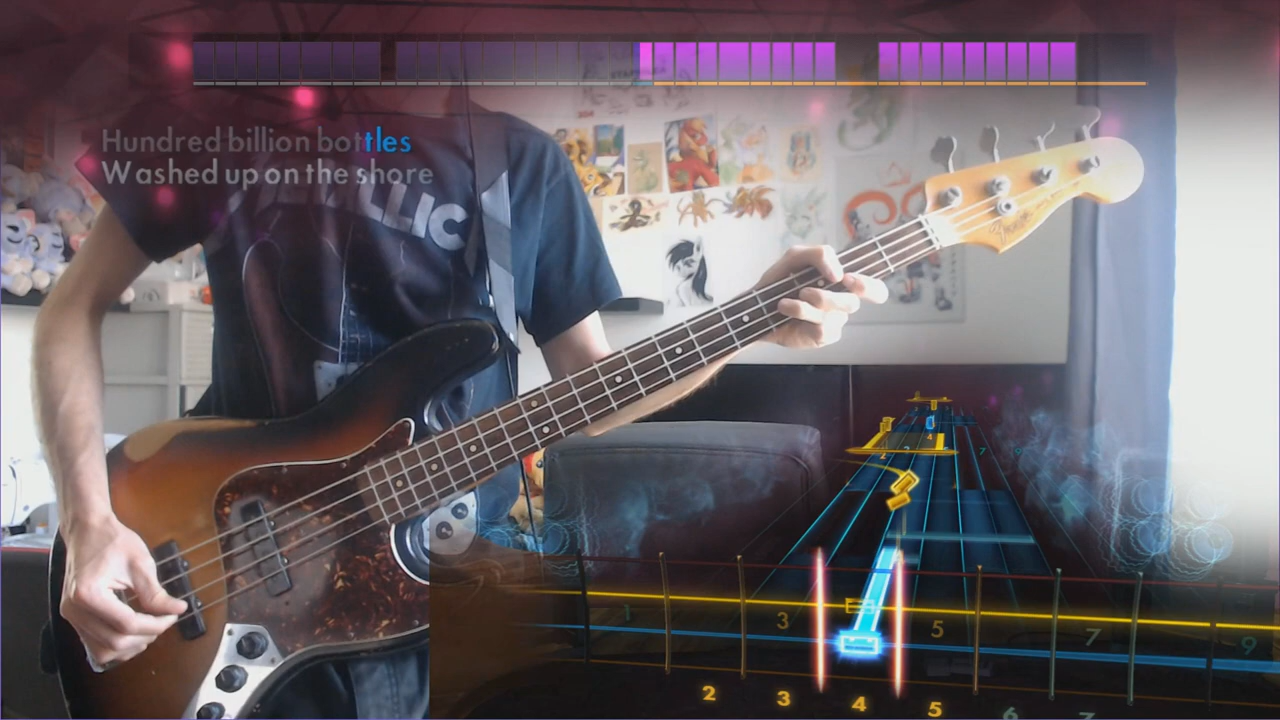 Hundred billion bottles
Washed up on the shore
METALLICA
1 3 5 7 9
2 3 4 5 6 7